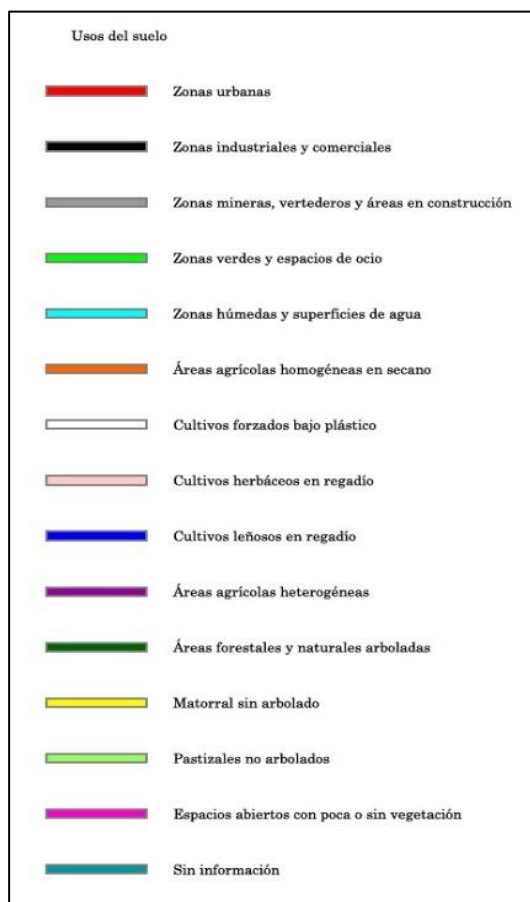 Usos del suelo
Zonas urbanas
Zonas industriales y comerciales
Zonas mineras, vertederos y áreas en construcción
Zonas verdes y espacios de ocio
Zonas húmedas y superficies de agua
Áreas agrícolas homogéneas en secano
Cultivos forzados bajo plástico
Cultivos herbáceos en regadío
Cultivos leñosos en regadío
Áreas agrícolas heterogéneas
Áreas forestales y naturales arboladas
Matorral sin arbolado
Pastizales no arbolados
Espacios abiertos con poca o sin vegetación
Sin información